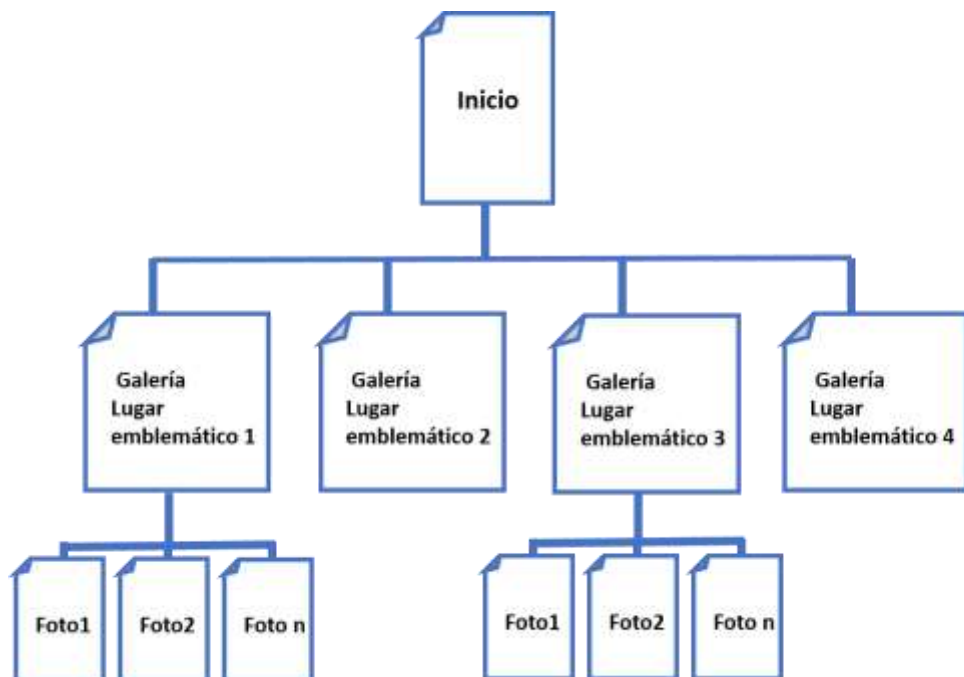 Inicio
Galería
Lugar
emblemático 1
Galería
Lugar
emblemático 2
Galería
Lugar
emblemático 3
Galería
Lugar
emblemático 4
Foto1
Foto2
Foto n
Foto1
Foto2
Foto n